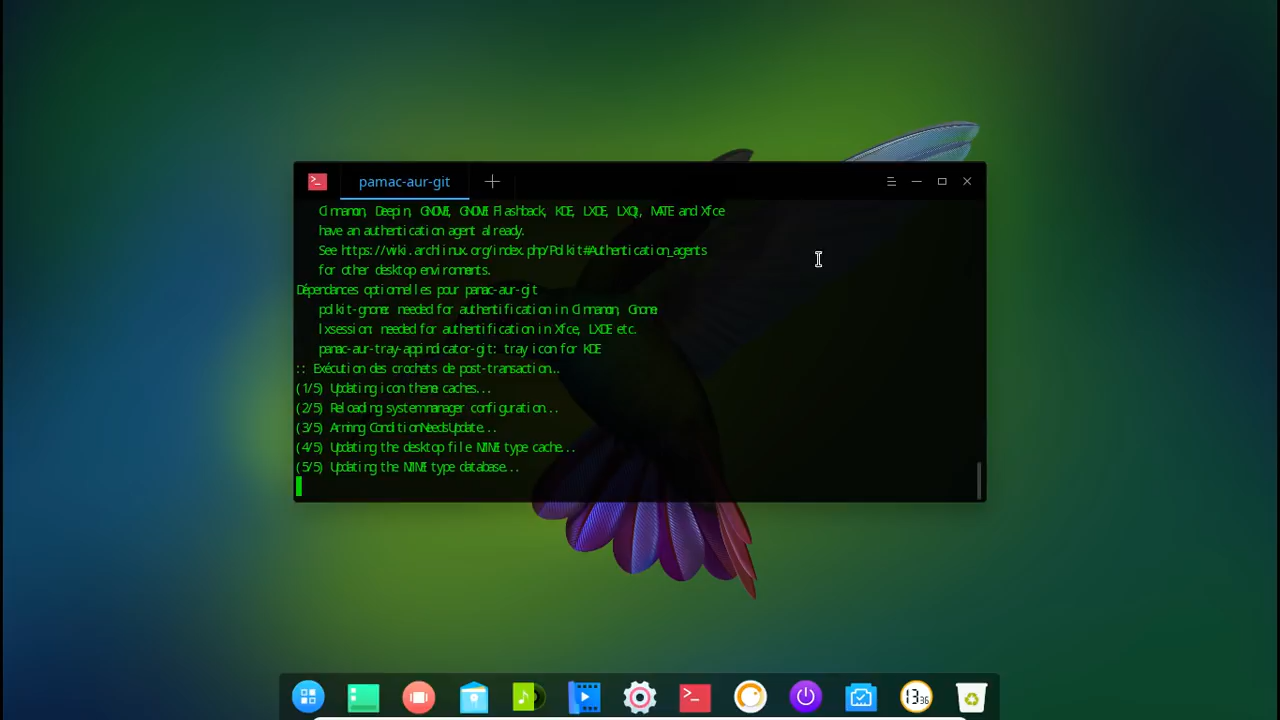 pamac-aur-git
Cinnamon, Deepin, GNOME, GNOME Flashback, KDE, LXDE, LXQt, MATE and Xfce
have an authentication agent already.
See https://wiki.archlinux.org/index.php/Polkit#Authentication_agents
for other desktop enviroments.
Dépendances optionnelles pour pamac-aur-git
polkit-gnome: needed for authentification in Cinnamon, Gnome
lxsession: needed for authentification in Xfce, LXDE etc.
pamac-aur-tray-appindicator-git: tray icon for KDE
:: Exécution des crochets de post-transaction...
(1/5) Updating icon theme caches...
(2/5) Reloading system manager configuration...
(3/5) Arming ConditionNeedsUpdate...
(4/5) Updating the desktop file MIME type cache...
(5/5) Updating the MIME type database...
13 36